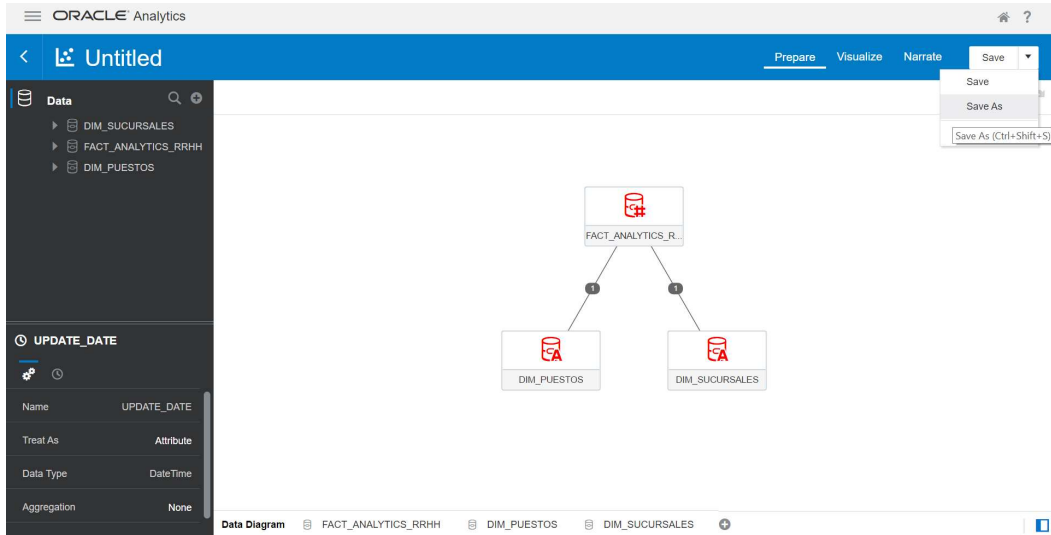 ORACLE Analytics
?
Untitled
Prepare Visualize Narrate Save
Save
Save As
Save As (Ctrl+Shift+S)
Data
DIM_SUCURSALES
FACT_ANALYTICS_RRHH
DIM_PUESTOS
FACT_ANALYTICS_R...
1 1
DIM_PUESTOS DIM_SUCURSALES
UPDATE_DATE
Name UPDATE_DATE
Treat As Attribute
Data Type DateTime
Aggregation None
Data Diagram FACT_ANALYTICS_RRHH DIM_PUESTOS DIM_SUCURSALES